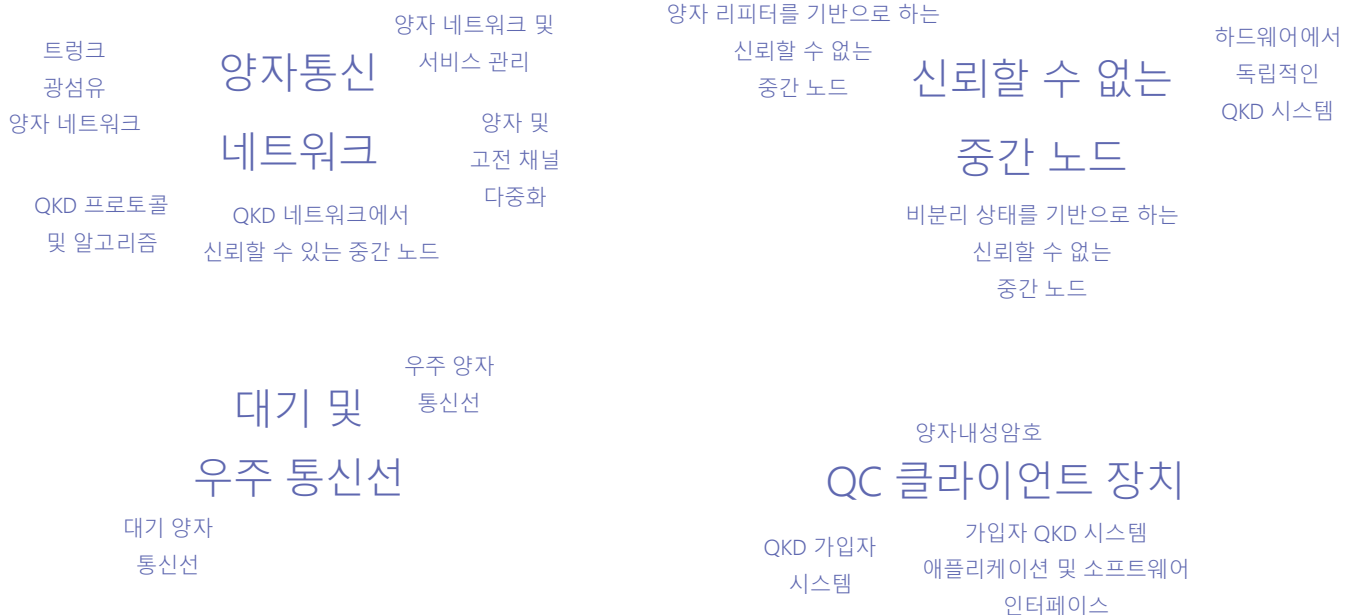 트렁크
광섬유
양자 네트워크
양자통신
네트워크
양자 네트워크 및
서비스 관리
양자 및
고전 채널
다중화
QKD 프로토콜
및 알고리즘
QKD 네트워크에서
신뢰할 수 있는 중간 노드
양자 리피터를 기반으로 하는
신뢰할 수 없는
중간 노드
신뢰할 수 없는
중간 노드
하드웨어에서
독립적인
QKD 시스템
비분리 상태를 기반으로 하는
신뢰할 수 없는
중간 노드
우주 양자
통신선
대기 및
우주 통신선
대기 양자
통신선
양자내성암호
QC 클라이언트 장치
QKD 가입자
시스템
가입자 QKD 시스템
애플리케이션 및 소프트웨어
인터페이스